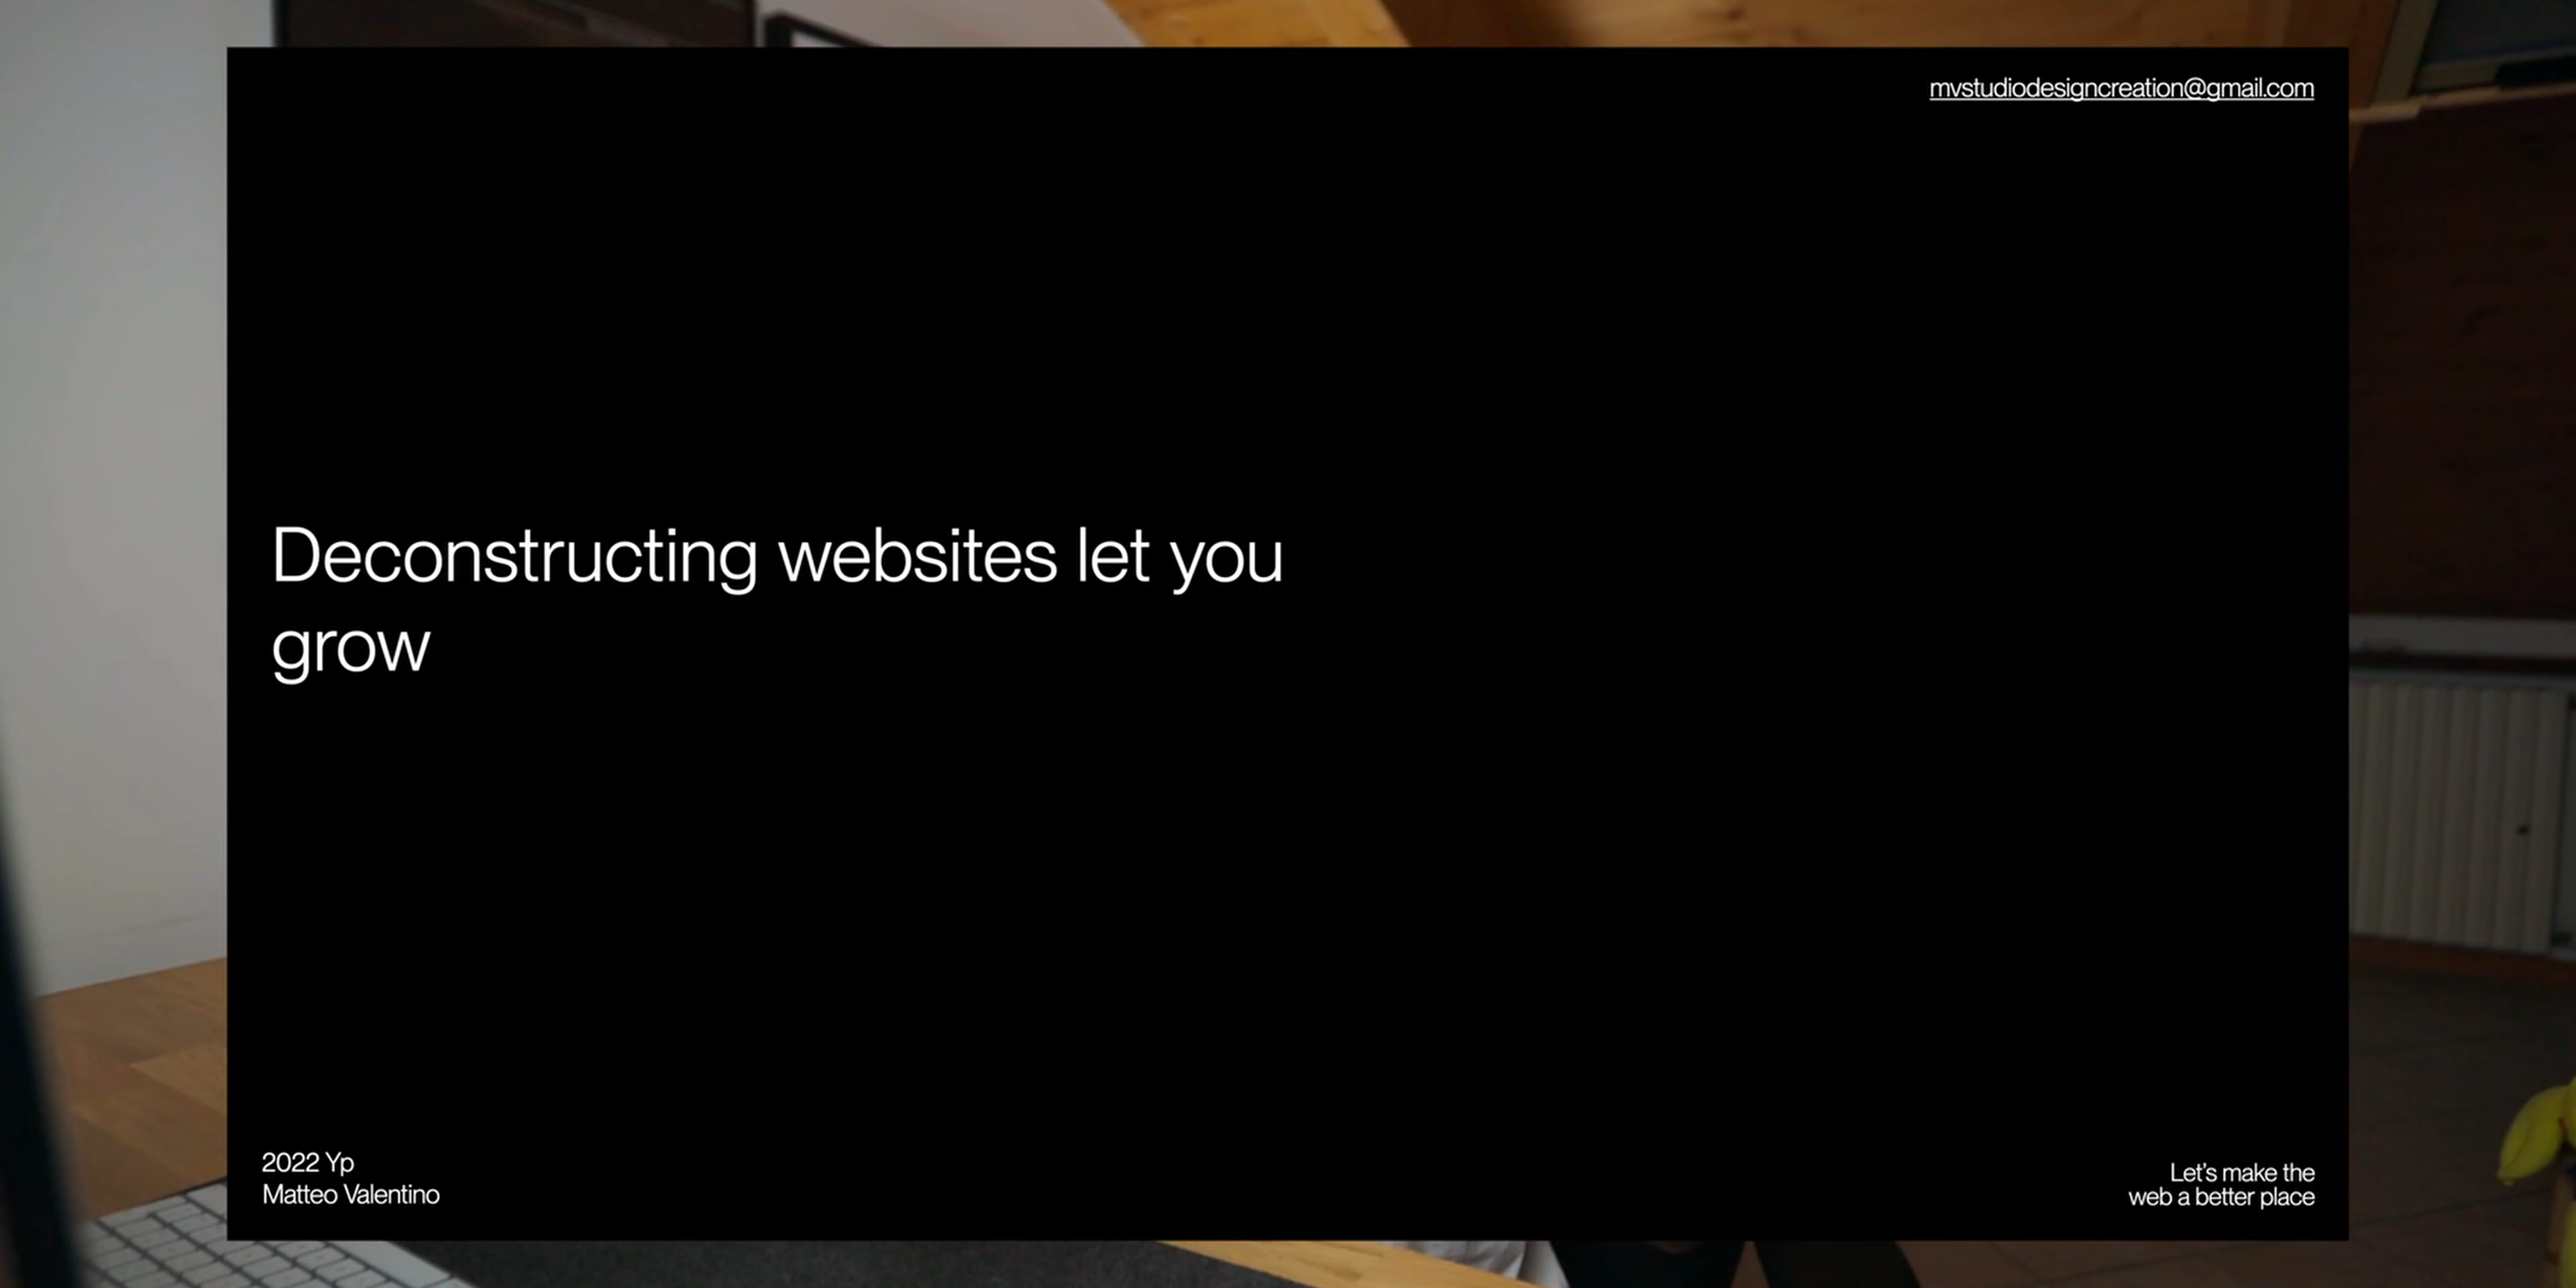 mvstudiodesigncreation@gmail.com
Deconstructing websites let you
grow
2022 Yp
Matteo Valentino
Let's make the
web a better place